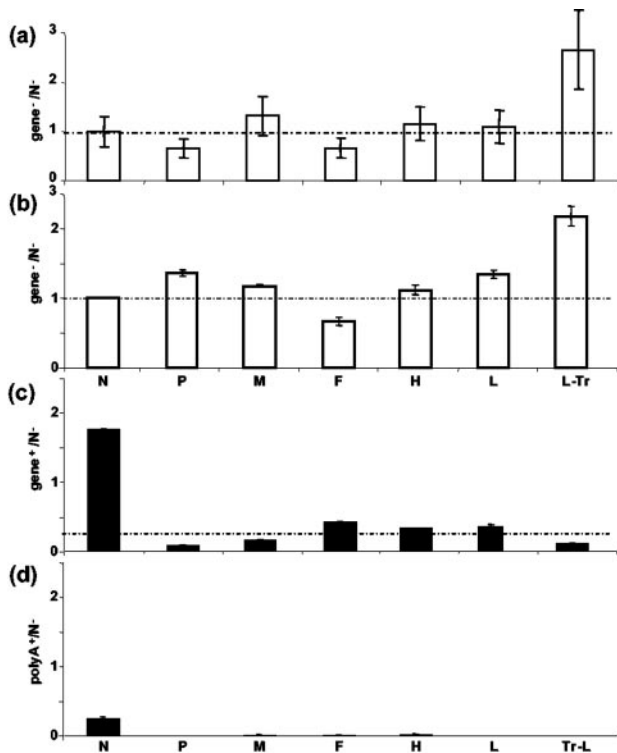 (a)
gene⁻/N⁻
3
2
1
0
(b)
gene⁻/N⁻
3
2
1
0
N P M F H L L-Tr
(c)
gene⁺/N⁻
2
1
0
(d)
polyA⁺/N⁻
2
1
0
N P M F H L Tr-L